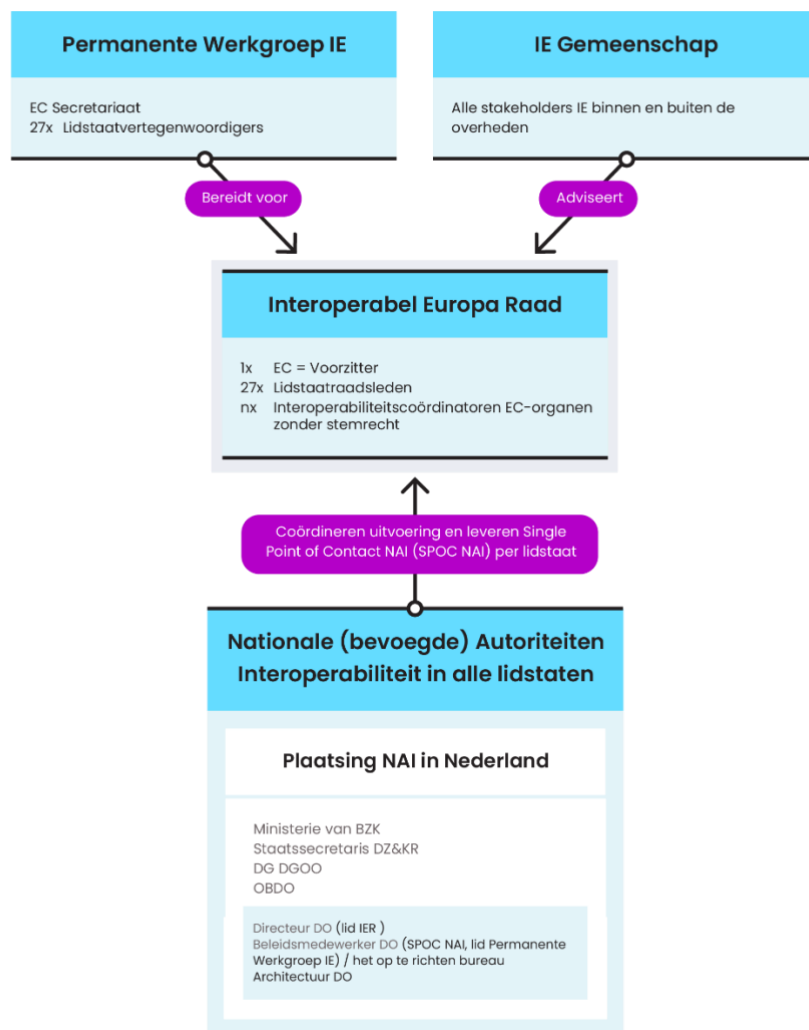 Permanente Werkgroep IE
EC Secretariaat
27x Lidstaatvertegenwoordigers
IE Gemeenschap
Alle stakeholders IE binnen en buiten de
overheden
Bereidt voor
Adviseert
Interoperabel Europa Raad
1x EC = Voorzitter
27x Lidstaatraadsleden
nx Interoperabiliteitscoördinatoren EC-organen
zonder stemrecht
Coördineren uitvoering en leveren Single
Point of Contact NAI (SPOC NAI) per lidstaat
Nationale (bevoegde) Autoriteiten
Interoperabiliteit in alle lidstaten
Plaatsing NAI in Nederland
Ministerie van BZK
Staatssecretaris DZ&KR
DG DGOO
OBDO
Directeur DO (lid IER )
Beleidsmedewerker DO (SPOC NAI, lid Permanente
Werkgroep IE) / het op te richten bureau
Architectuur DO